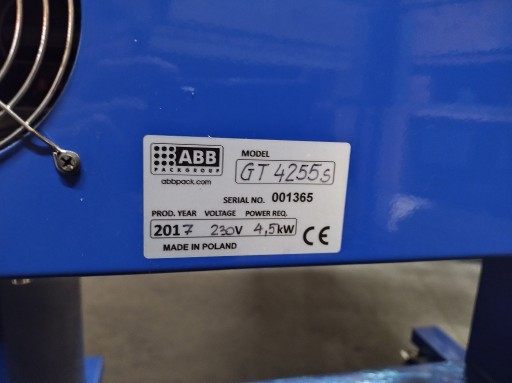 ABB
PACKGROUP
abbpack.com
MODEL GT 4255s
SERIAL NO. 001365
PROD. YEAR VOLTAGE POWER REQ.
2017 230V 4,5kW
MADE IN POLAND
CE